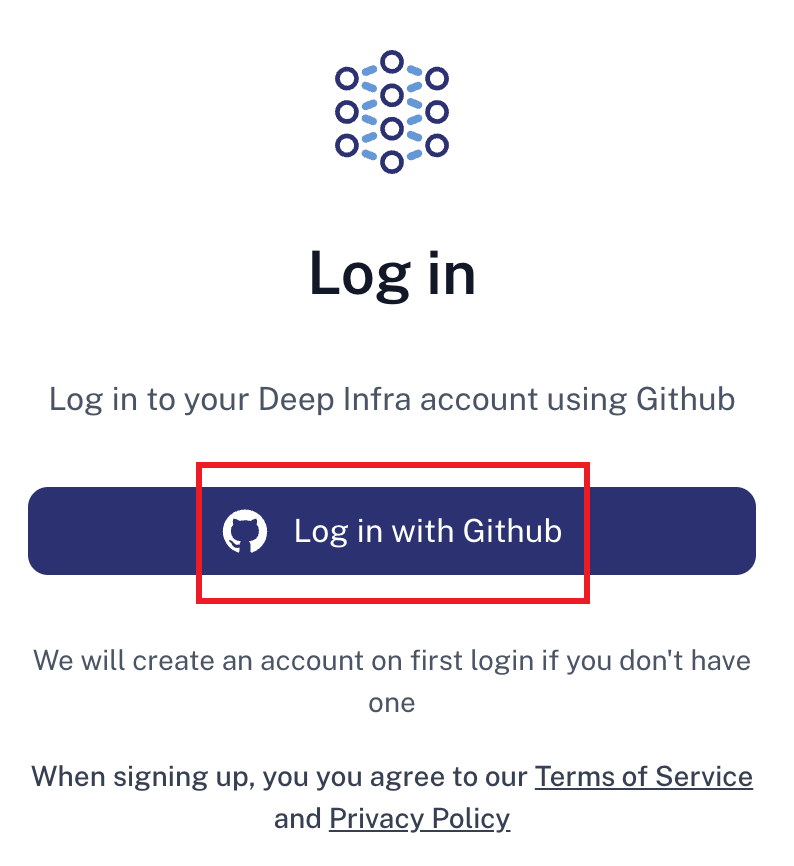 Log in
Log in to your Deep Infra account using Github
Log in with Github
We will create an account on first login if you don't have
one
When signing up, you you agree to our Terms of Service
and Privacy Policy